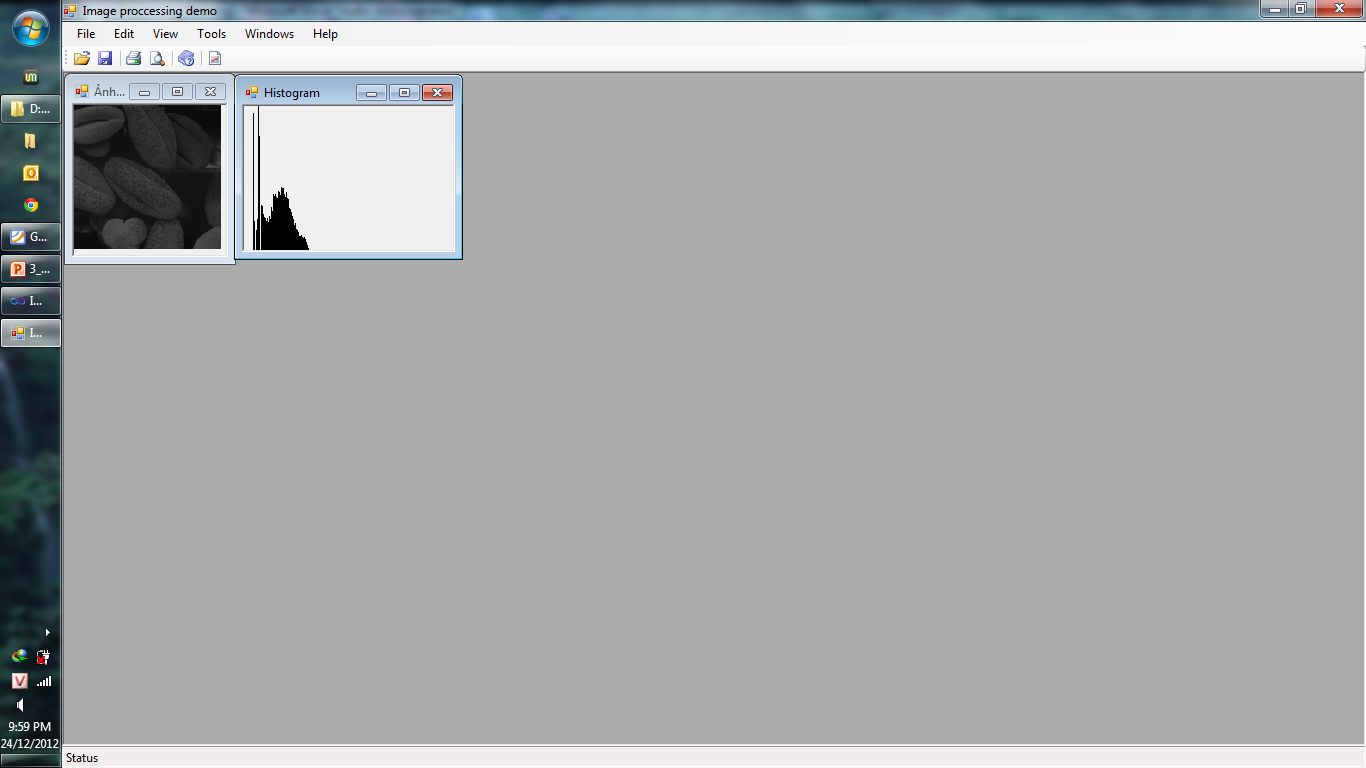 Image proccessing demo
File Edit View Tools Windows Help
Ảnh...
Histogram
D:...
G...
3_...
I...
I...
9:59 PM
24/12/2012
Status